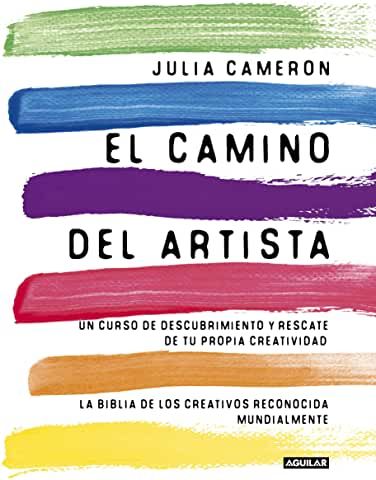 JULIA CAMERON
EL CAMINO
DEL ARTISTA
UN CURSO DE DESCUBRIMIENTO Y RESCATE
DE TU PROPIA CREATIVIDAD
LA BIBLIA DE LOS CREATIVOS RECONOCIDA
MUNDIALMENTE
AGUILAR